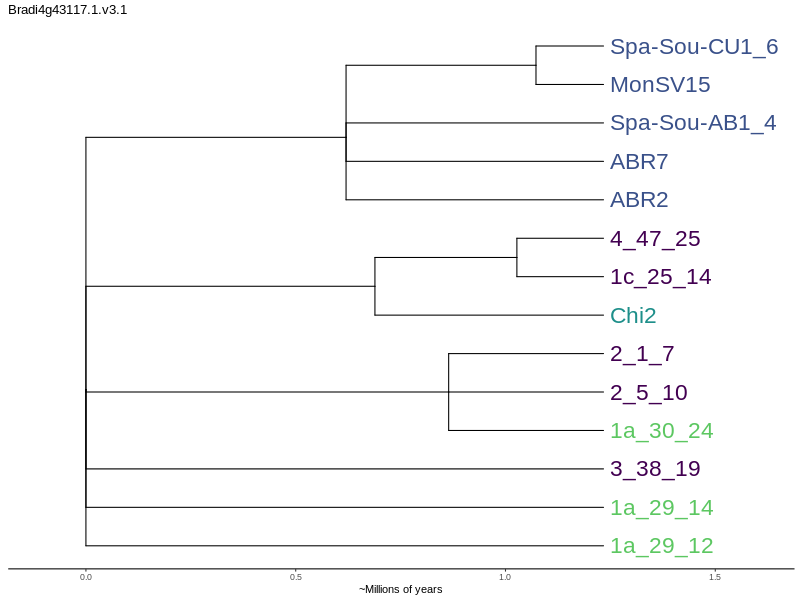 Bradi4g43117.1.v3.1
Spa-Sou-CU1_6
MonSV15
Spa-Sou-AB1_4
ABR7
ABR2
4_47_25
1c_25_14
Chi2
2_1_7
2_5_10
1a_30_24
3_38_19
1a_29_14
1a_29_12
0.0 0.5 1.0 1.5
~Millions of years